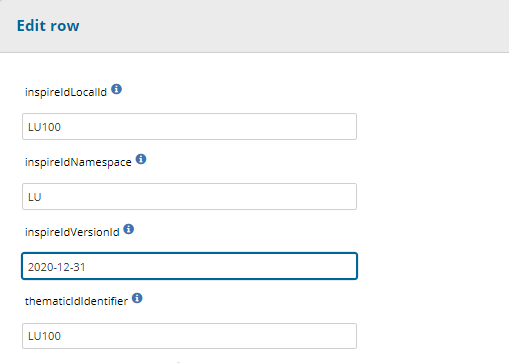 Edit row
inspireIdLocalId
LU100
inspireIdNamespace
LU
inspireIdVersionId
2020-12-31
thematicIdIdentifier
LU100